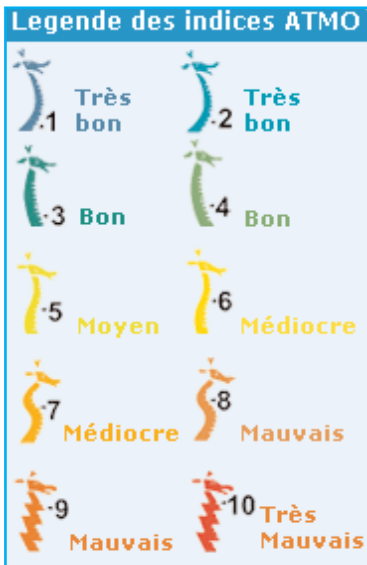 Legende des indices ATMO
·1 Très bon
·2 Très bon
·3 Bon
·4 Bon
·5 Moyen
·6 Médiocre
·7 Médiocre
·8 Mauvais
·9 Mauvais
·10 Très Mauvais